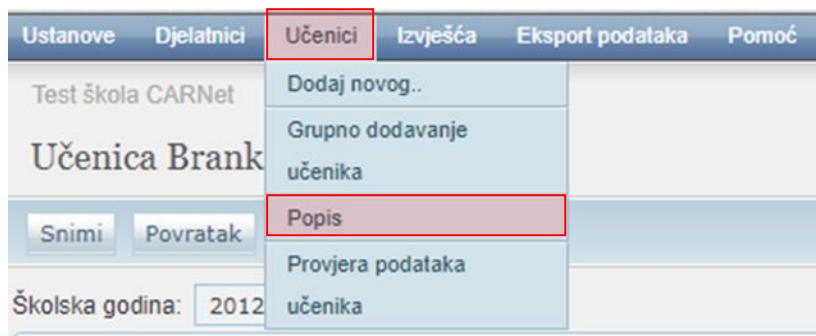 Ustanove Djelatnici Učenici Izvješća Eksport podataka Pomoć
Dodaj novog..
Test škola CARNet
Grupno dodavanje
učenika
Učenica Brank
Popis
Snimi Povratak
Provjera podataka
učenika
Školska godina: 2012